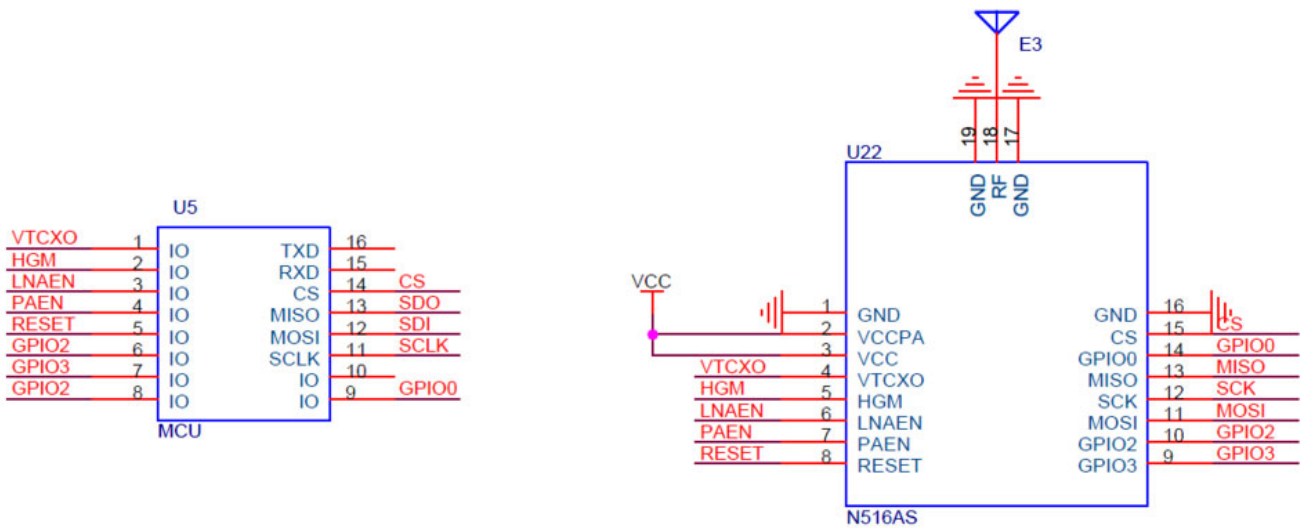 U5
VTCXO 1 IO TXD 16
HGM 2 IO RXD 15
LNAEN 3 IO CS 14 CS
PAEN 4 IO MISO 13 SDO
RESET 5 IO MOSI 12 SDI
GPIO2 6 IO SCLK 11 SCLK
GPIO3 7 IO IO 10
GPIO2 8 IO IO 9 GPIO0
MCU
E3
19 18 17
U22
GND RF GND
VCC
1 GND GND 16
2 VCCPA CS 15 CS
3 VCC GPIO0 14 GPIO0
VTCXO 4 VTCXO MISO 13 MISO
HGM 5 HGM SCK 12 SCK
LNAEN 6 LNAEN MOSI 11 MOSI
PAEN 7 PAEN GPIO2 10 GPIO2
RESET 8 RESET GPIO3 9 GPIO3
N516AS